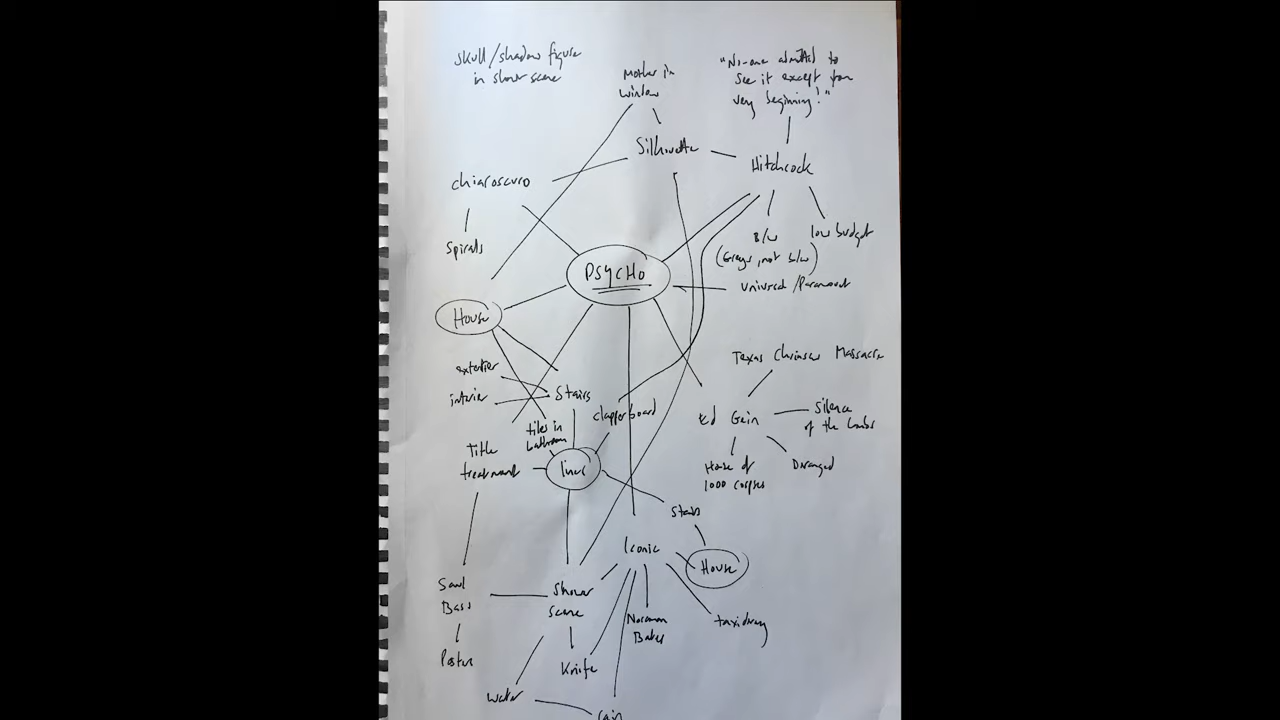 skull/shadow figure
in shower scene
Mother in
window
"No-one admitted to
see it except from
very beginning!"
Silhouette
Hitchcock
chiaroscuro
Spirals
B/w
(Greys, not b/w)
low budget
PSYCHO
Universal/Paramount
House
exterior
interior
Stairs
clapperboard
tiles in
bathroom
Title
treatment
lines
Texas Chainsaw Massacre
Ed Gein
Silence
of the Lambs
House of
1000 corpses
Deranged
Stairs
Iconic
House
Saul
Bass
Shower
scene
Norman
Bates
taxidermy
Poster
Knife
Water
rain